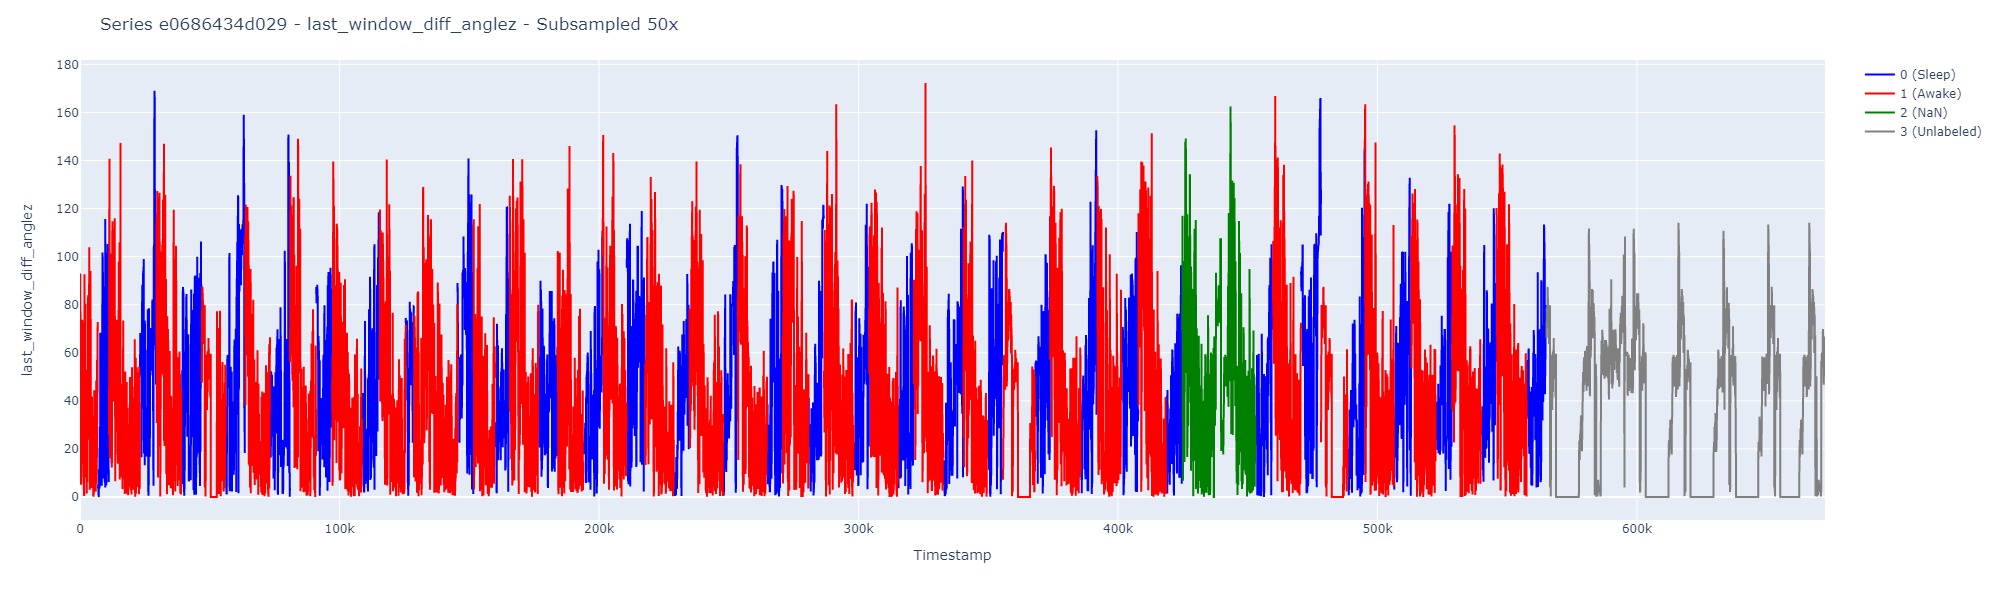 Series e0686434d029 - last_window_diff_anglez - Subsampled 50x
0 (Sleep)
1 (Awake)
2 (NaN)
3 (Unlabeled)
last_window_diff_anglez
180
160
140
120
100
80
60
40
20
0
0 100k 200k 300k 400k 500k 600k
Timestamp